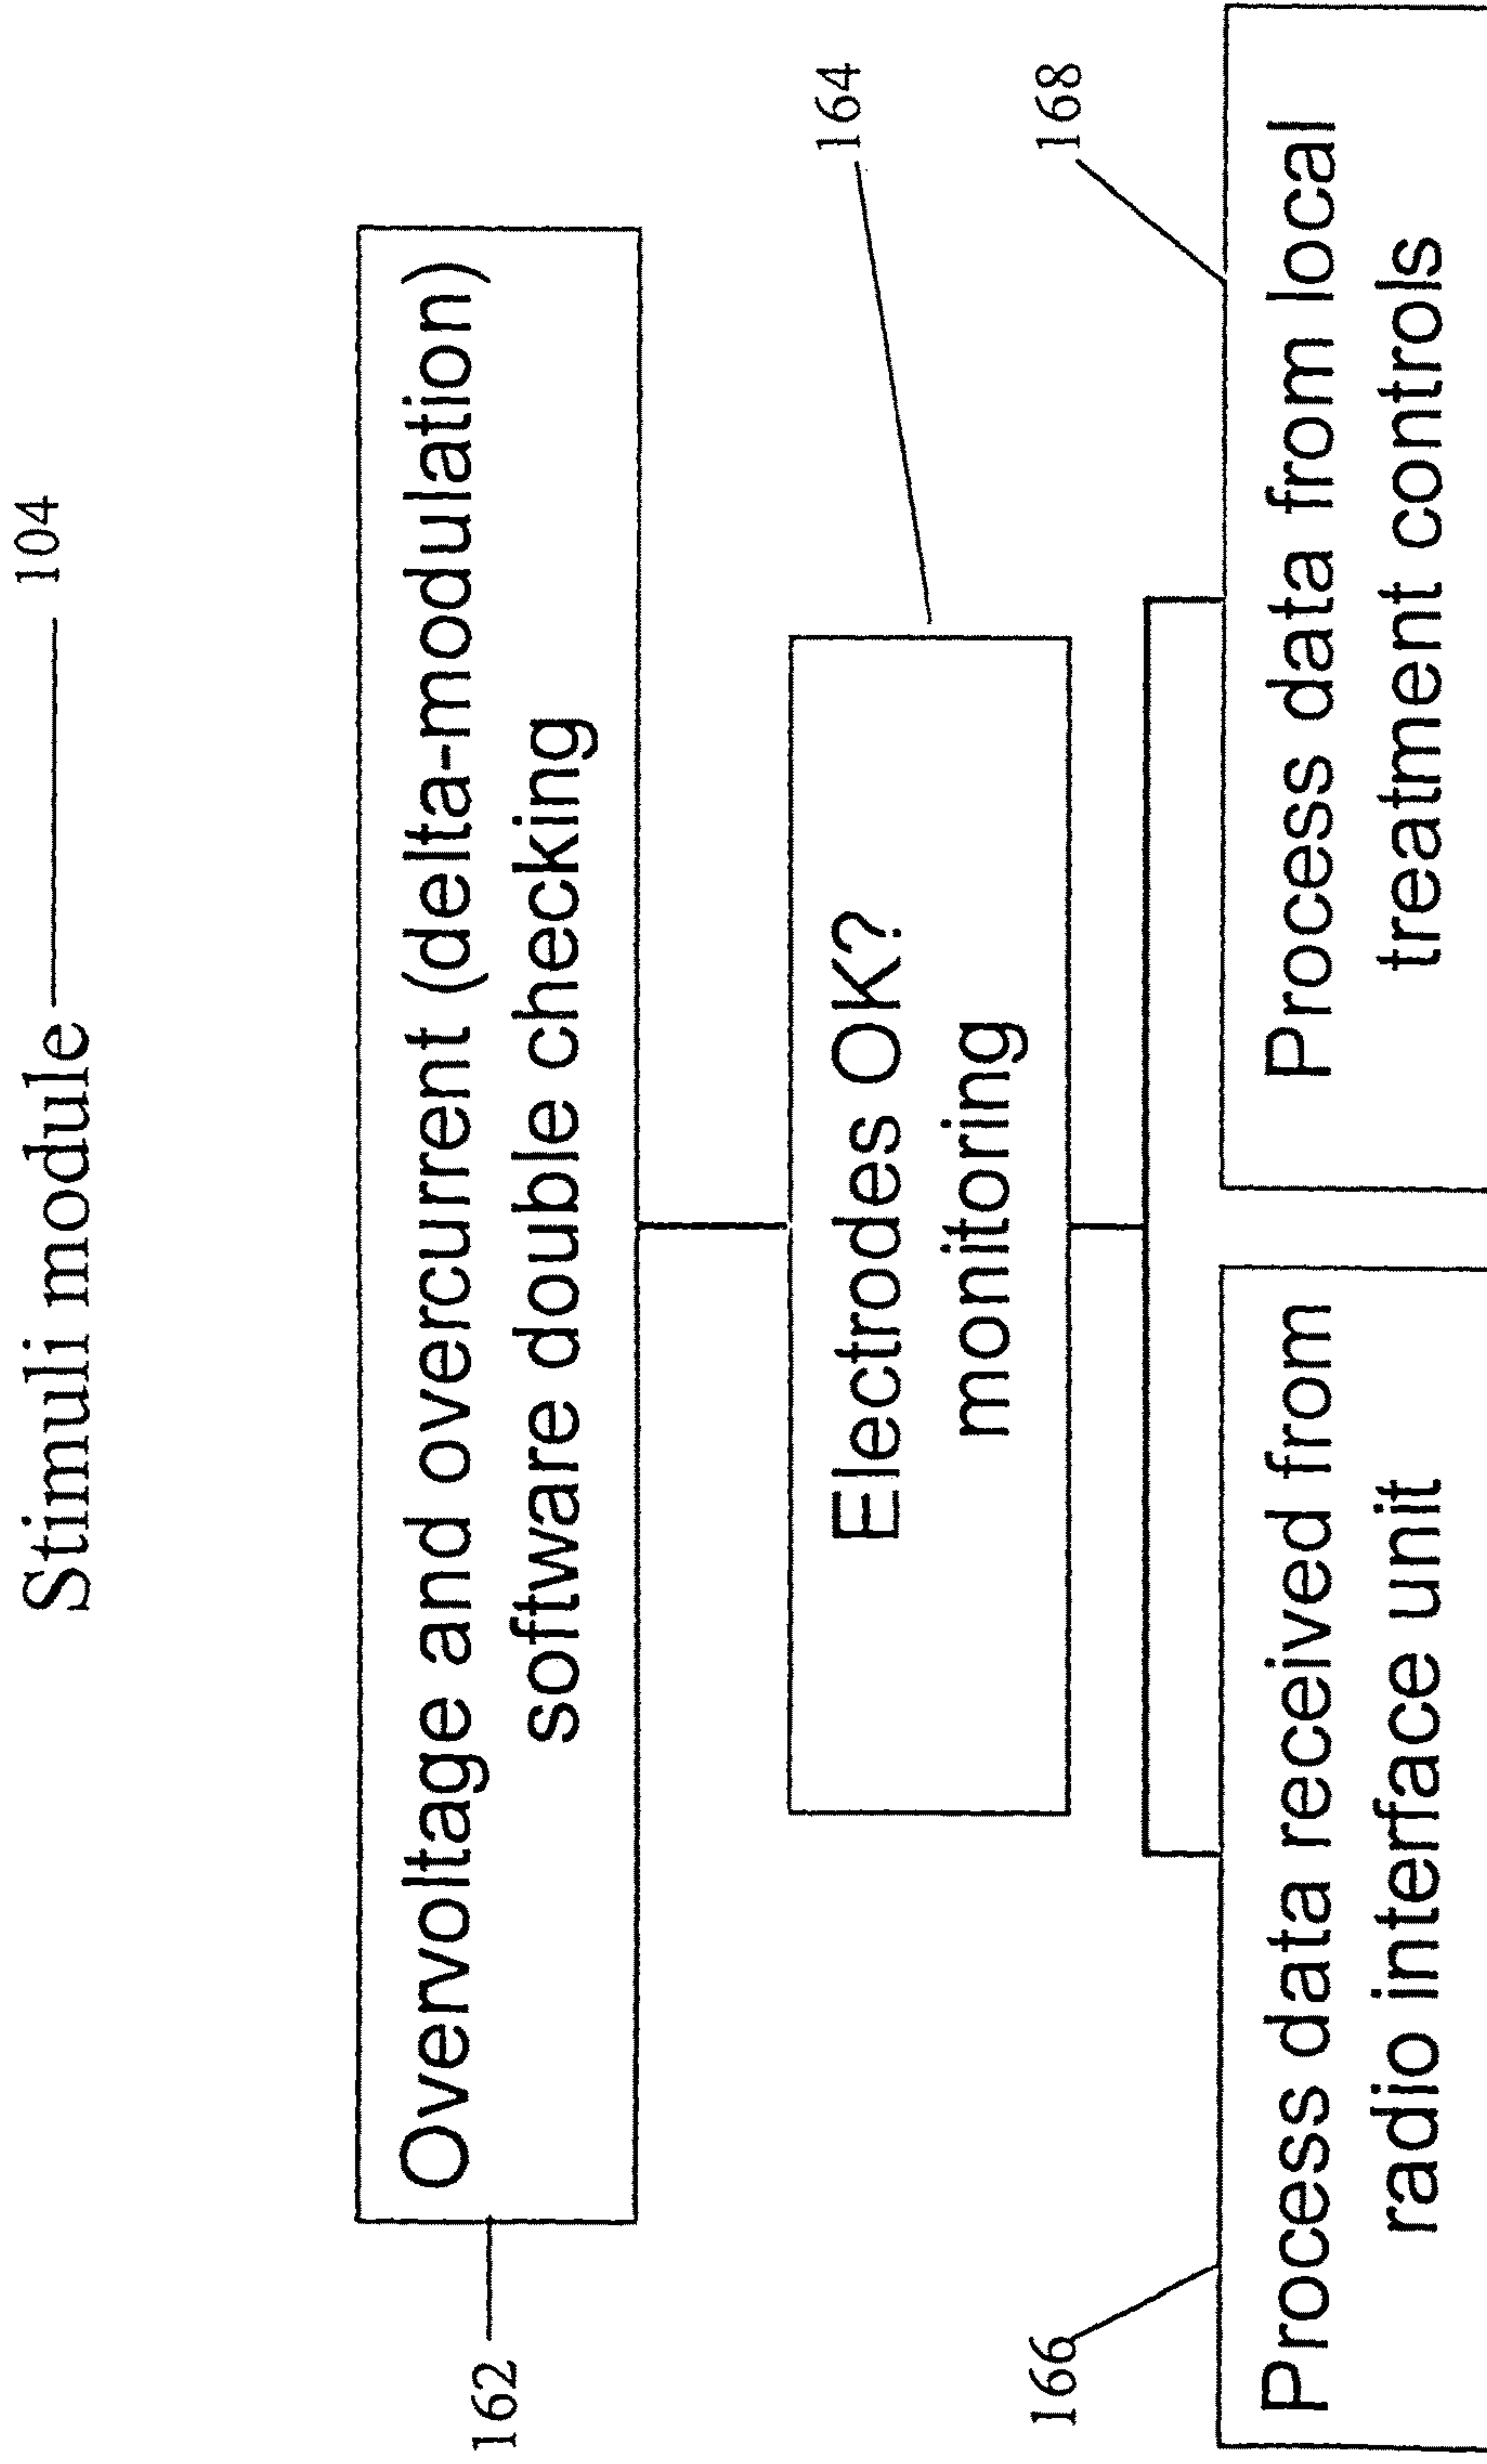 Stimuli module 104
162
Overvoltage and overcurrent (delta-modulation)
software double checking
164
Electrodes OK?
monitoring
166
Process data received from
radio interface unit
168
Process data from local
treatment controls